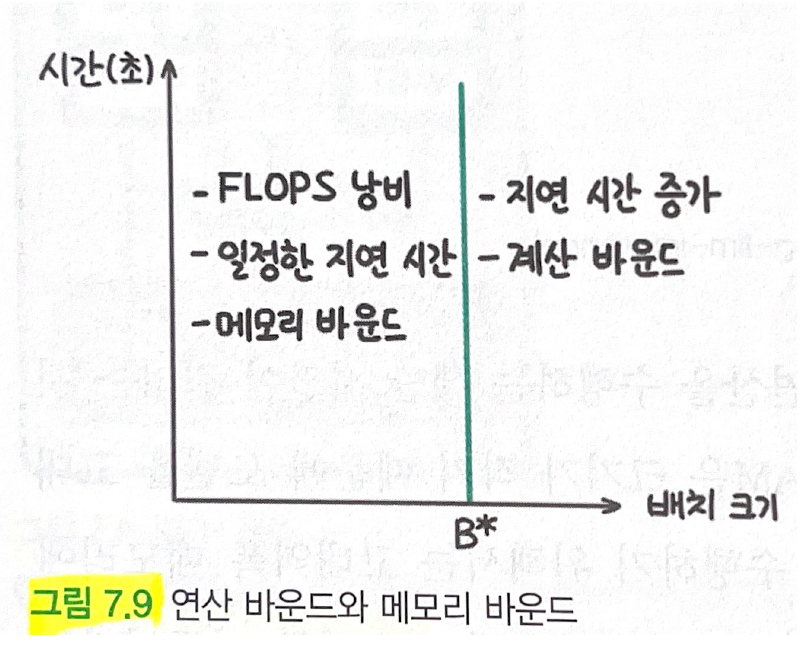 시간(초)
- FLOPS 낭비
- 일정한 지연 시간
- 메모리 바운드
- 지연 시간 증가
- 계산 바운드
B*
배치 크기
그림 7.9 연산 바운드와 메모리 바운드